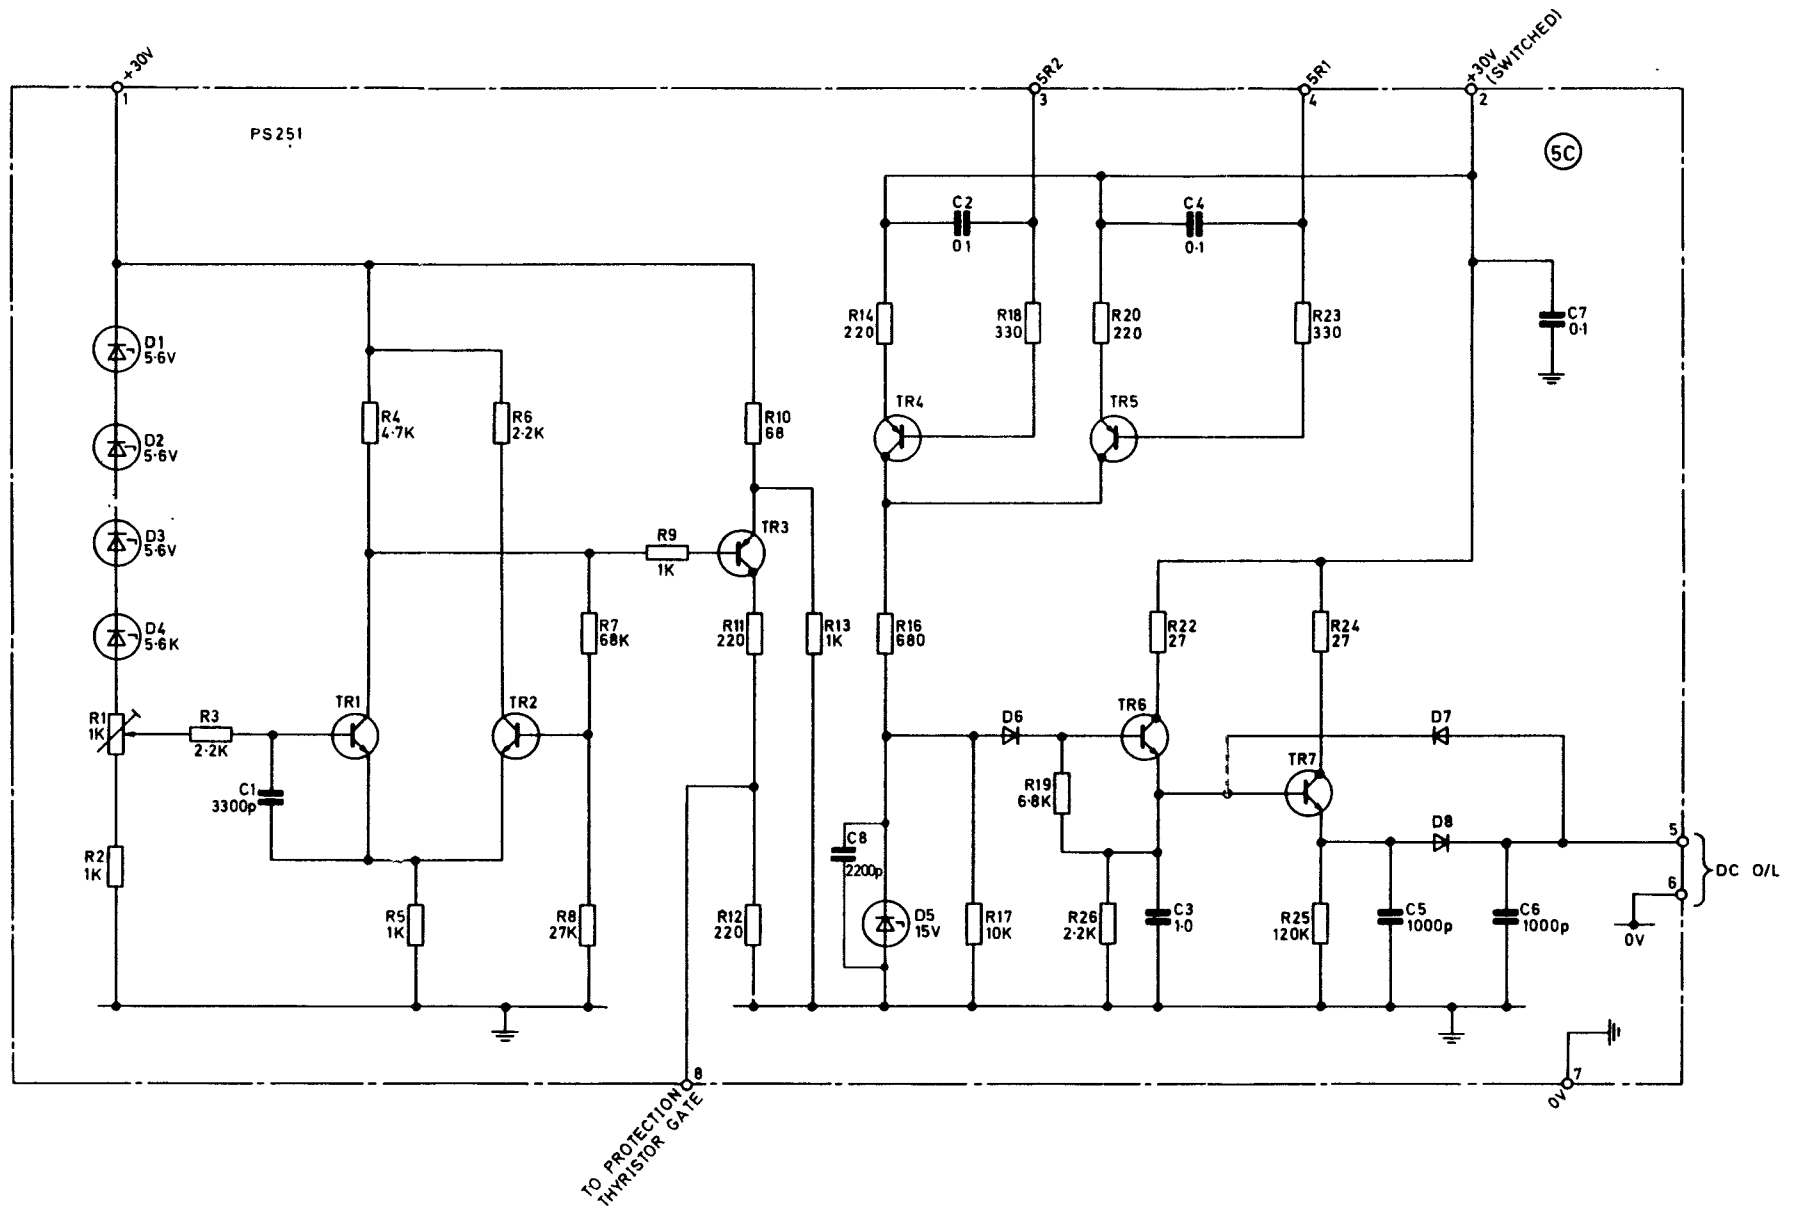 +30V
1
5R2
3
5R1
4
+30V
(SWITCHED)
2
PS251
5C
C2
0 1
C4
0·1
D1
5·6V
R14
220
R18
330
R20
220
R23
330
C7
0·1
D2
5·6V
R4
4·7K
R6
2·2K
R10
68
TR4
TR5
D3
5·6V
R9
1K
TR3
D4
5·6K
R7
68K
R11
220
R13
1K
R16
680
R22
27
R24
27
R1
1K
R3
2·2K
TR1
TR2
D6
TR6
D7
TR7
C1
3300p
R19
6·8K
D8
5
R2
1K
C8
2200p
6
DC O/L
R5
1K
R8
27K
R12
220
D5
15V
R17
10K
R26
2·2K
C3
1·0
R25
120K
C5
1000p
C6
1000p
0V
8
TO PROTECTION
THYRISTOR GATE
7
0V